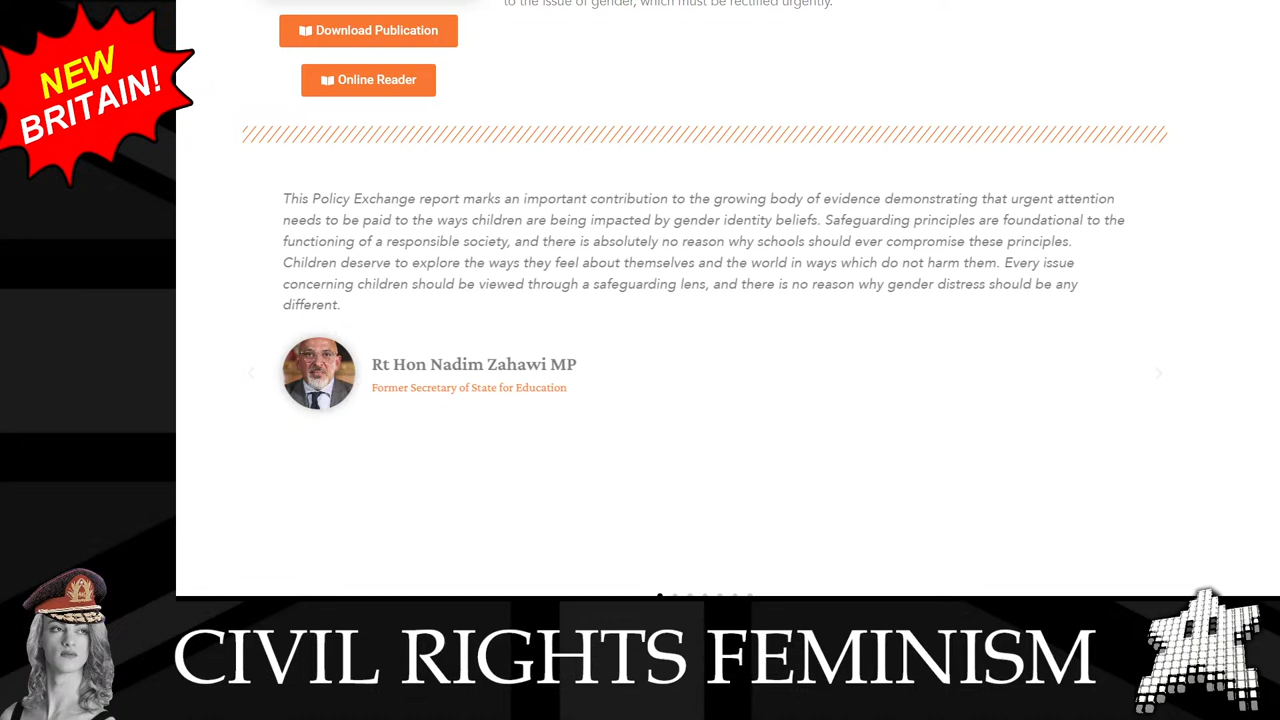 to the issue of gender, which must be rectified urgently.
Download Publication
Online Reader
NEW
BRITAIN!
This Policy Exchange report marks an important contribution to the growing body of evidence demonstrating that urgent attention
needs to be paid to the ways children are being impacted by gender identity beliefs. Safeguarding principles are foundational to the
functioning of a responsible society, and there is absolutely no reason why schools should ever compromise these principles.
Children deserve to explore the ways they feel about themselves and the world in ways which do not harm them. Every issue
concerning children should be viewed through a safeguarding lens, and there is no reason why gender distress should be any
different.
Rt Hon Nadim Zahawi MP
Former Secretary of State for Education
CIVIL RIGHTS FEMINISM